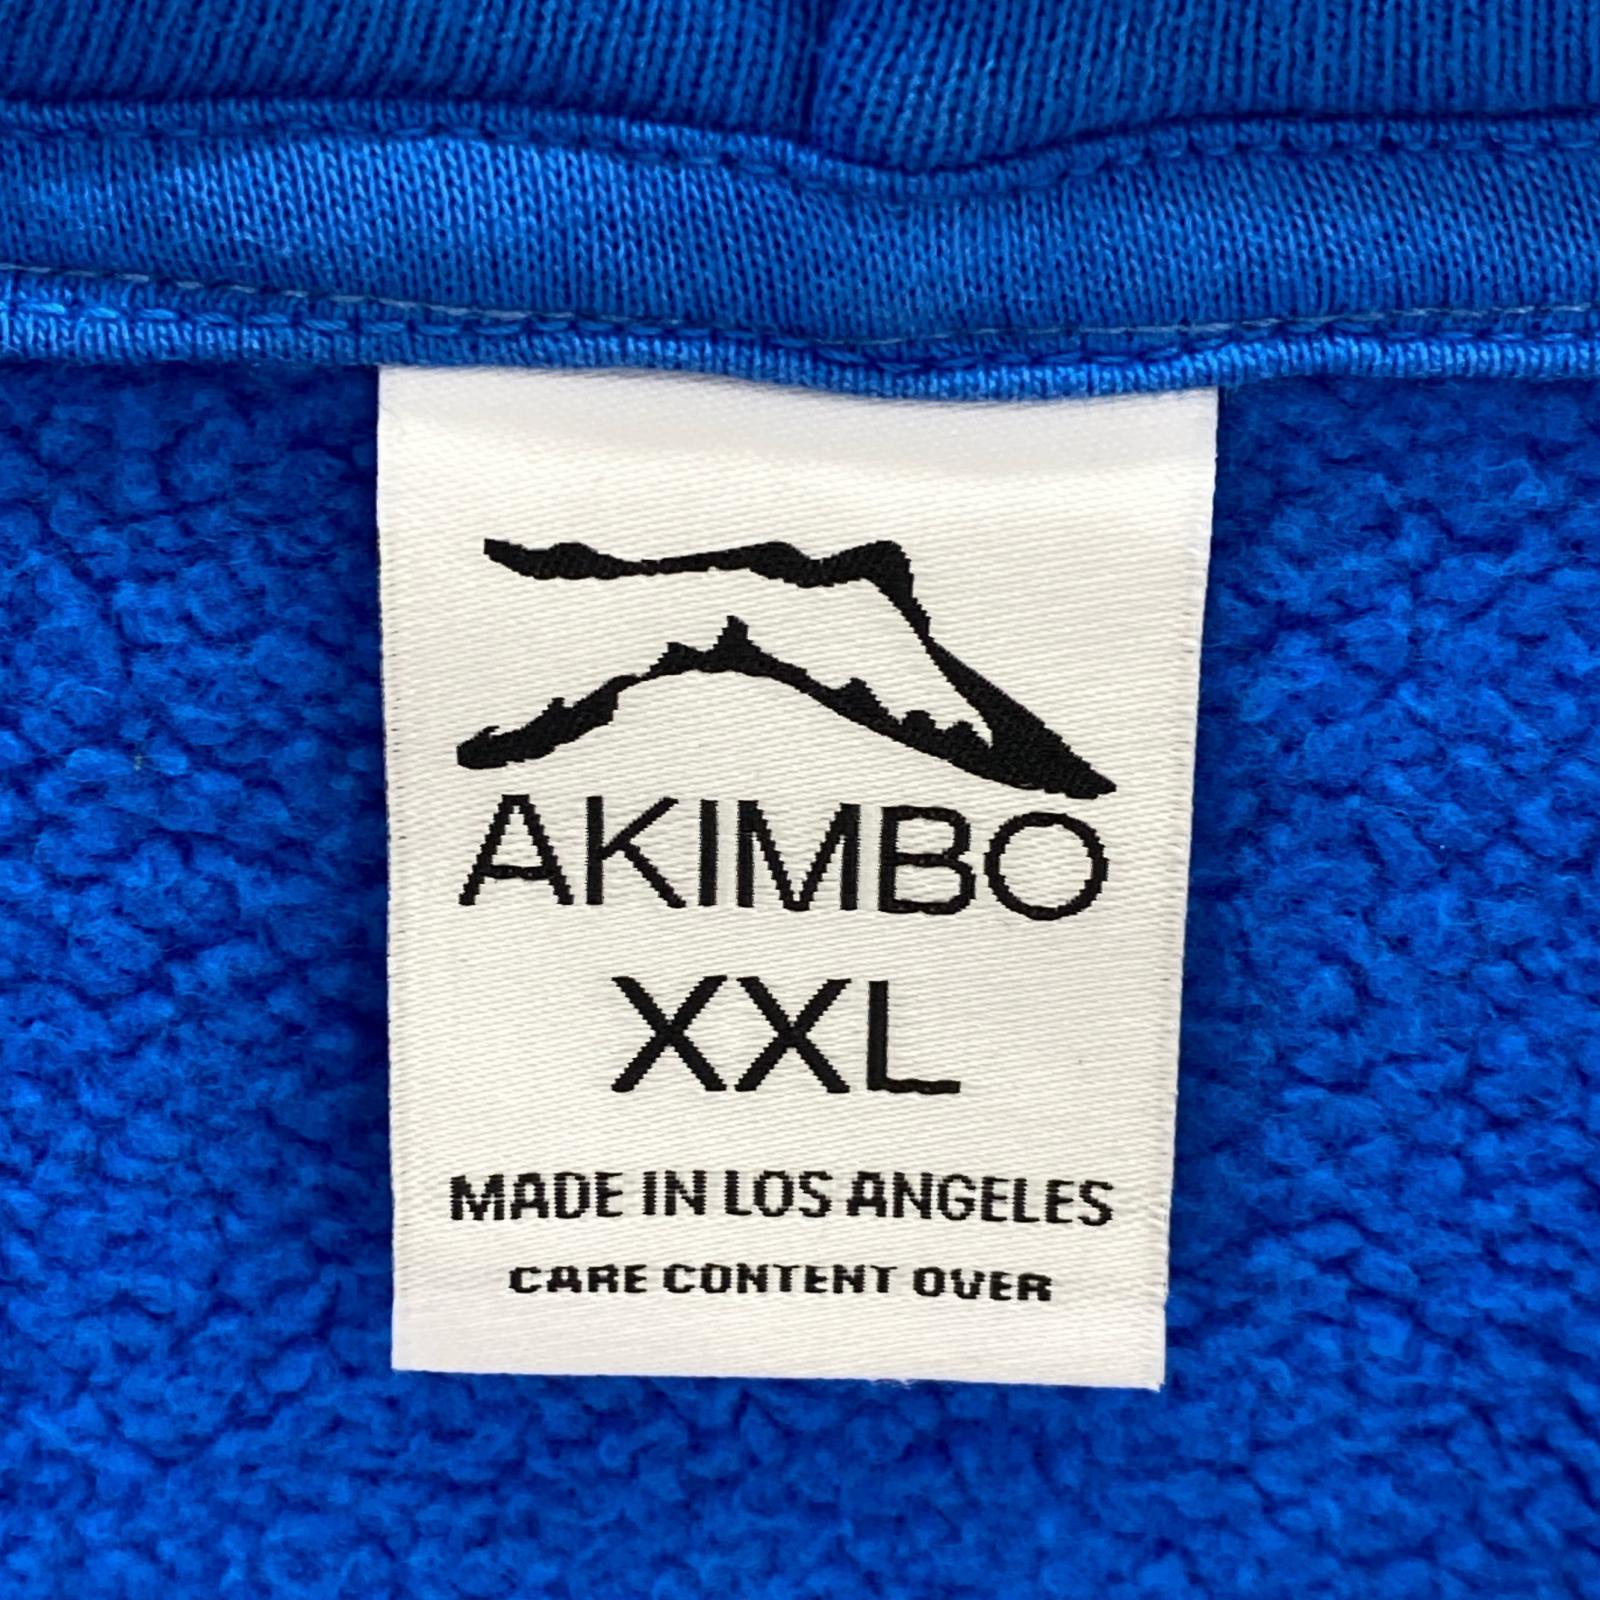 AKIMBO
XXL
MADE IN LOS ANGELES
CARE CONTENT OVER